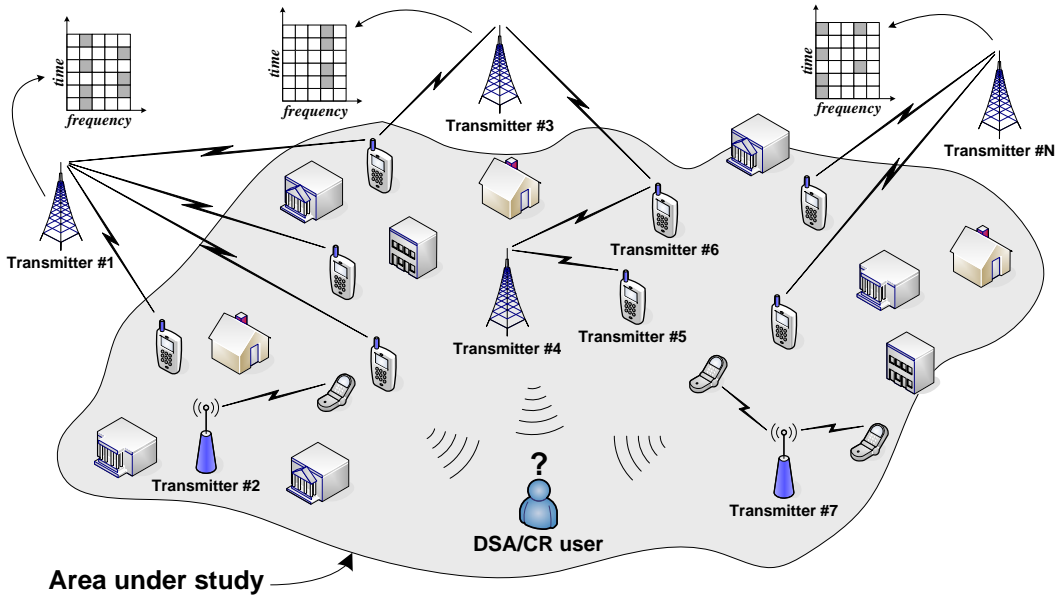 time
frequency
time
frequency
time
frequency
Transmitter #3
Transmitter #N
Transmitter #1
Transmitter #6
Transmitter #5
Transmitter #4
Transmitter #2
Transmitter #7
?
DSA/CR user
Area under study